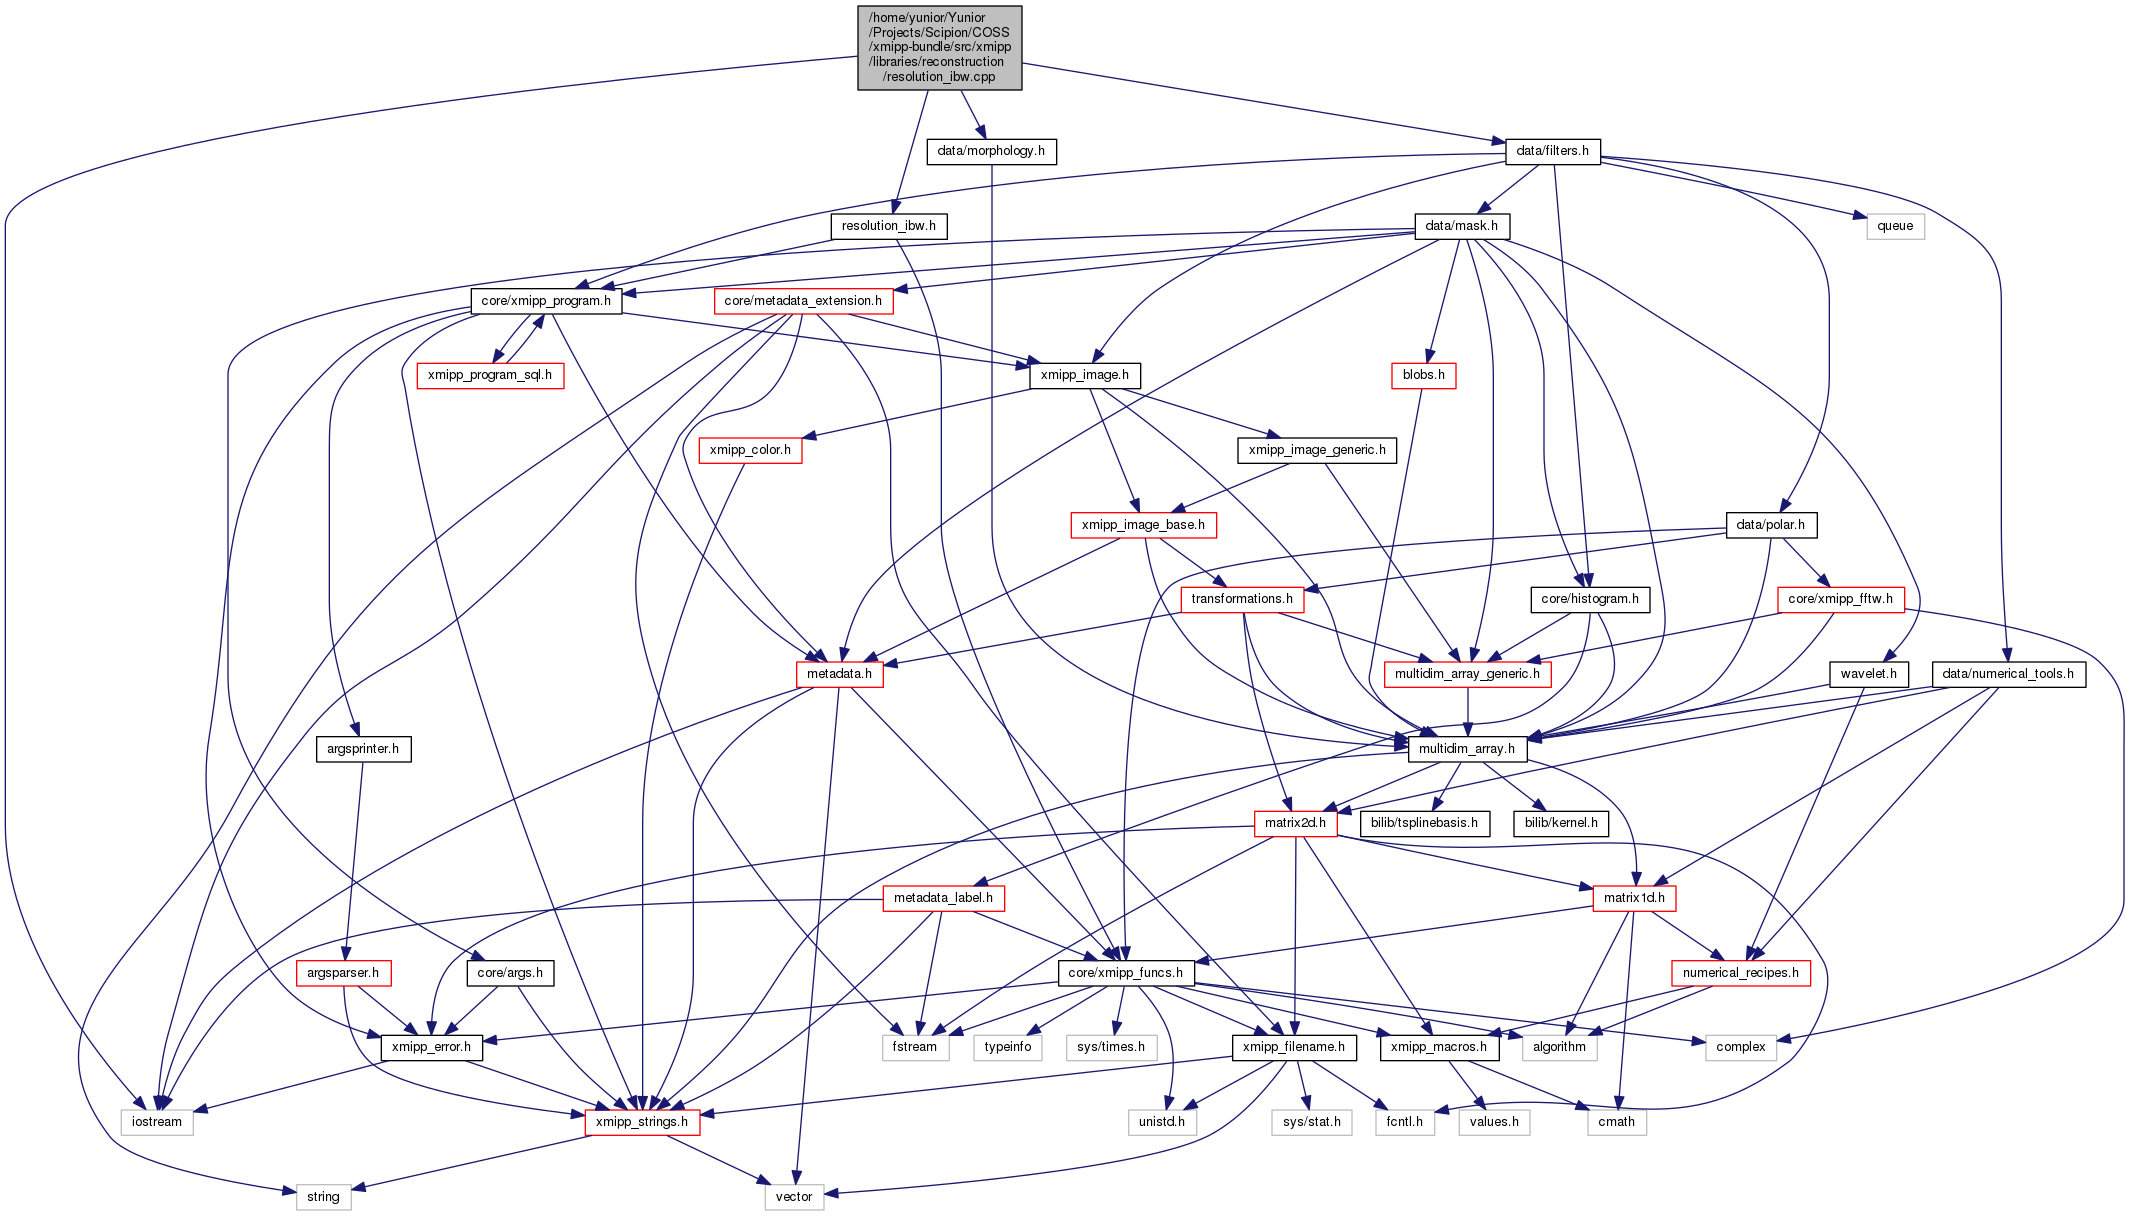 /home/yunior/Yunior
/Projects/Scipion/COSS
/xmipp-bundle/src/xmipp
/libraries/reconstruction
/resolution_ibw.cpp
data/morphology.h
data/filters.h
resolution_ibw.h
data/mask.h
queue
core/xmipp_program.h
core/metadata_extension.h
xmipp_program_sql.h
xmipp_image.h
blobs.h
xmipp_color.h
xmipp_image_generic.h
xmipp_image_base.h
data/polar.h
transformations.h
core/histogram.h
core/xmipp_fftw.h
metadata.h
multidim_array_generic.h
wavelet.h
data/numerical_tools.h
argsprinter.h
multidim_array.h
matrix2d.h
bilib/tsplinebasis.h
bilib/kernel.h
metadata_label.h
matrix1d.h
argsparser.h
core/args.h
core/xmipp_funcs.h
numerical_recipes.h
xmipp_error.h
fstream
typeinfo
sys/times.h
xmipp_filename.h
xmipp_macros.h
algorithm
complex
iostream
xmipp_strings.h
unistd.h
sys/stat.h
fcntl.h
values.h
cmath
string
vector